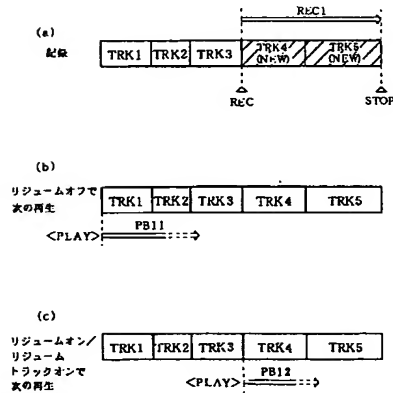 REC1
(a)
記録
TRK1 TRK2 TRK3 TRK4 (NEW) TRK5 (NEW)
REC
STOP
(b)
リジュームオフで
次の再生
TRK1 TRK2 TRK3 TRK4 TRK5
PB11
<PLAY>
(c)
リジュームオン/
リジューム
トラックオンで
次の再生
TRK1 TRK2 TRK3 TRK4 TRK5
PB12
<PLAY>